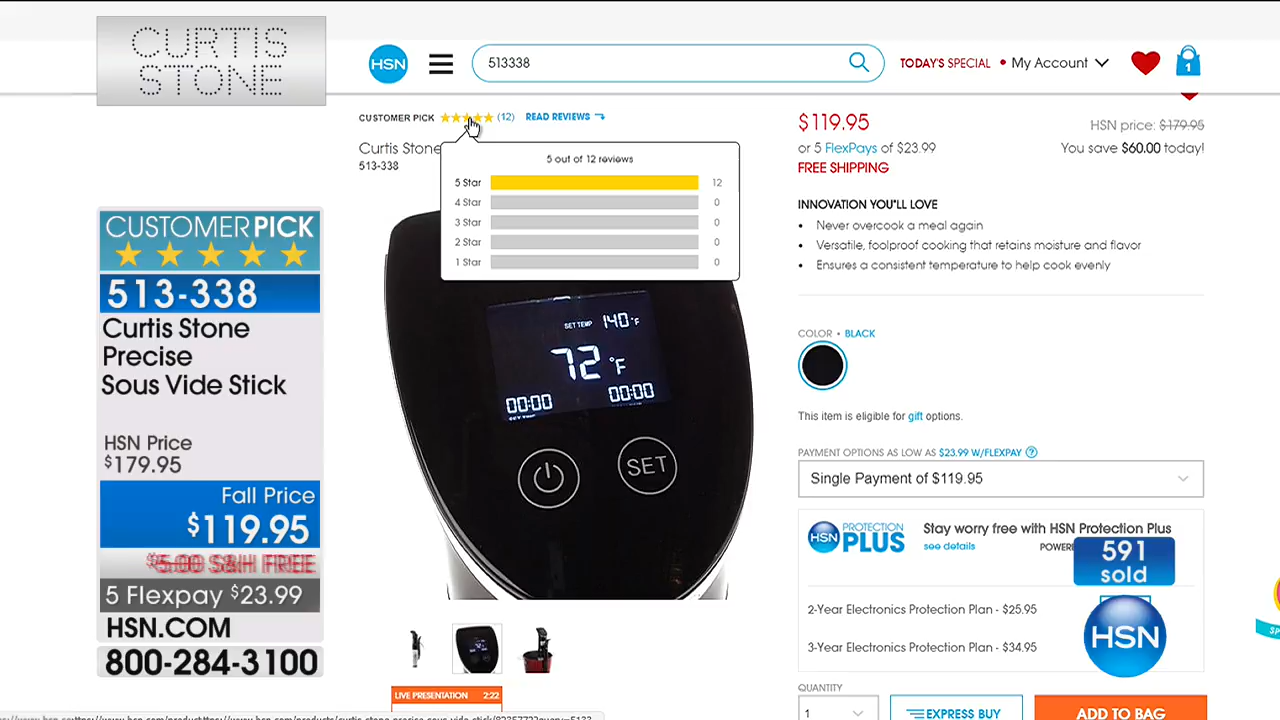 CURTIS
STONE
HSN
513338
TODAY'S SPECIAL
My Account
1
CUSTOMER PICK
(12)
READ REVIEWS
Curtis Stone
513-338
5 out of 12 reviews
5 Star 12
4 Star 0
3 Star 0
2 Star 0
1 Star 0
SET TEMP 140°F
72°F
00:00
00:00
SET
$119.95
HSN price: $179.95
or 5 FlexPays of $23.99
You save $60.00 today!
FREE SHIPPING
INNOVATION YOU'LL LOVE
• Never overcook a meal again
• Versatile, foolproof cooking that retains moisture and flavor
• Ensures a consistent temperature to help cook evenly
COLOR • BLACK
This item is eligible for gift options.
PAYMENT OPTIONS AS LOW AS $23.99 W/FLEXPAY ?
Single Payment of $119.95
HSN PROTECTION PLUS
Stay worry free with HSN Protection Plus
see details
POWER
591
sold
2-Year Electronics Protection Plan - $25.95
3-Year Electronics Protection Plan - $34.95
HSN
QUANTITY
1
EXPRESS BUY
ADD TO BAG
LIVE PRESENTATION 2:22
CUSTOMER PICK
513-338
Curtis Stone
Precise
Sous Vide Stick
HSN Price
$179.95
Fall Price
$119.95
$5.00 S&H FREE
5 Flexpay $23.99
HSN.COM
800-284-3100